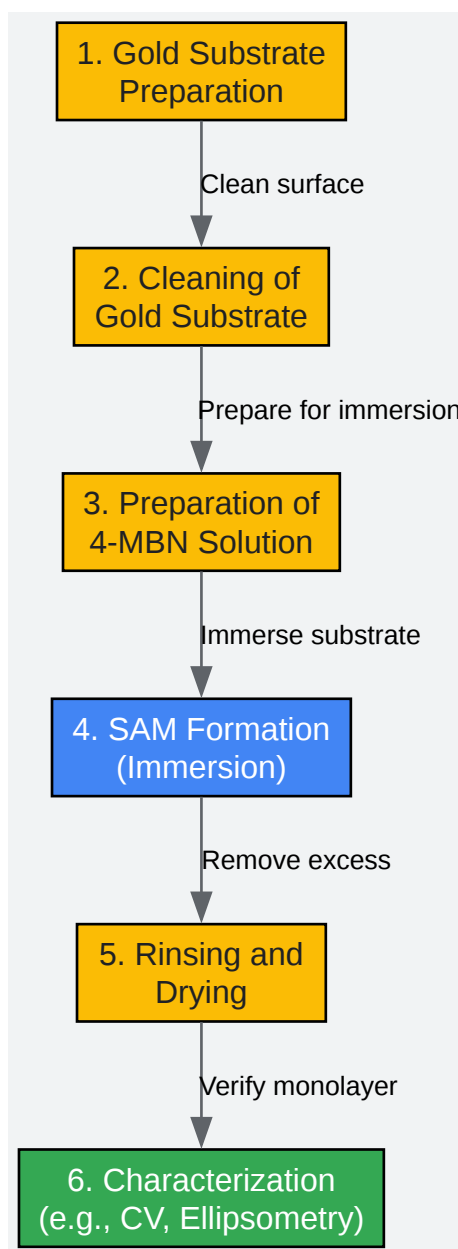 1. Gold Substrate
Preparation
Clean surface
2. Cleaning of
Gold Substrate
Prepare for immersion
3. Preparation of
4-MBN Solution
Immerse substrate
4. SAM Formation
(Immersion)
Remove excess
5. Rinsing and
Drying
Verify monolayer
6. Characterization
(e.g., CV, Ellipsometry)